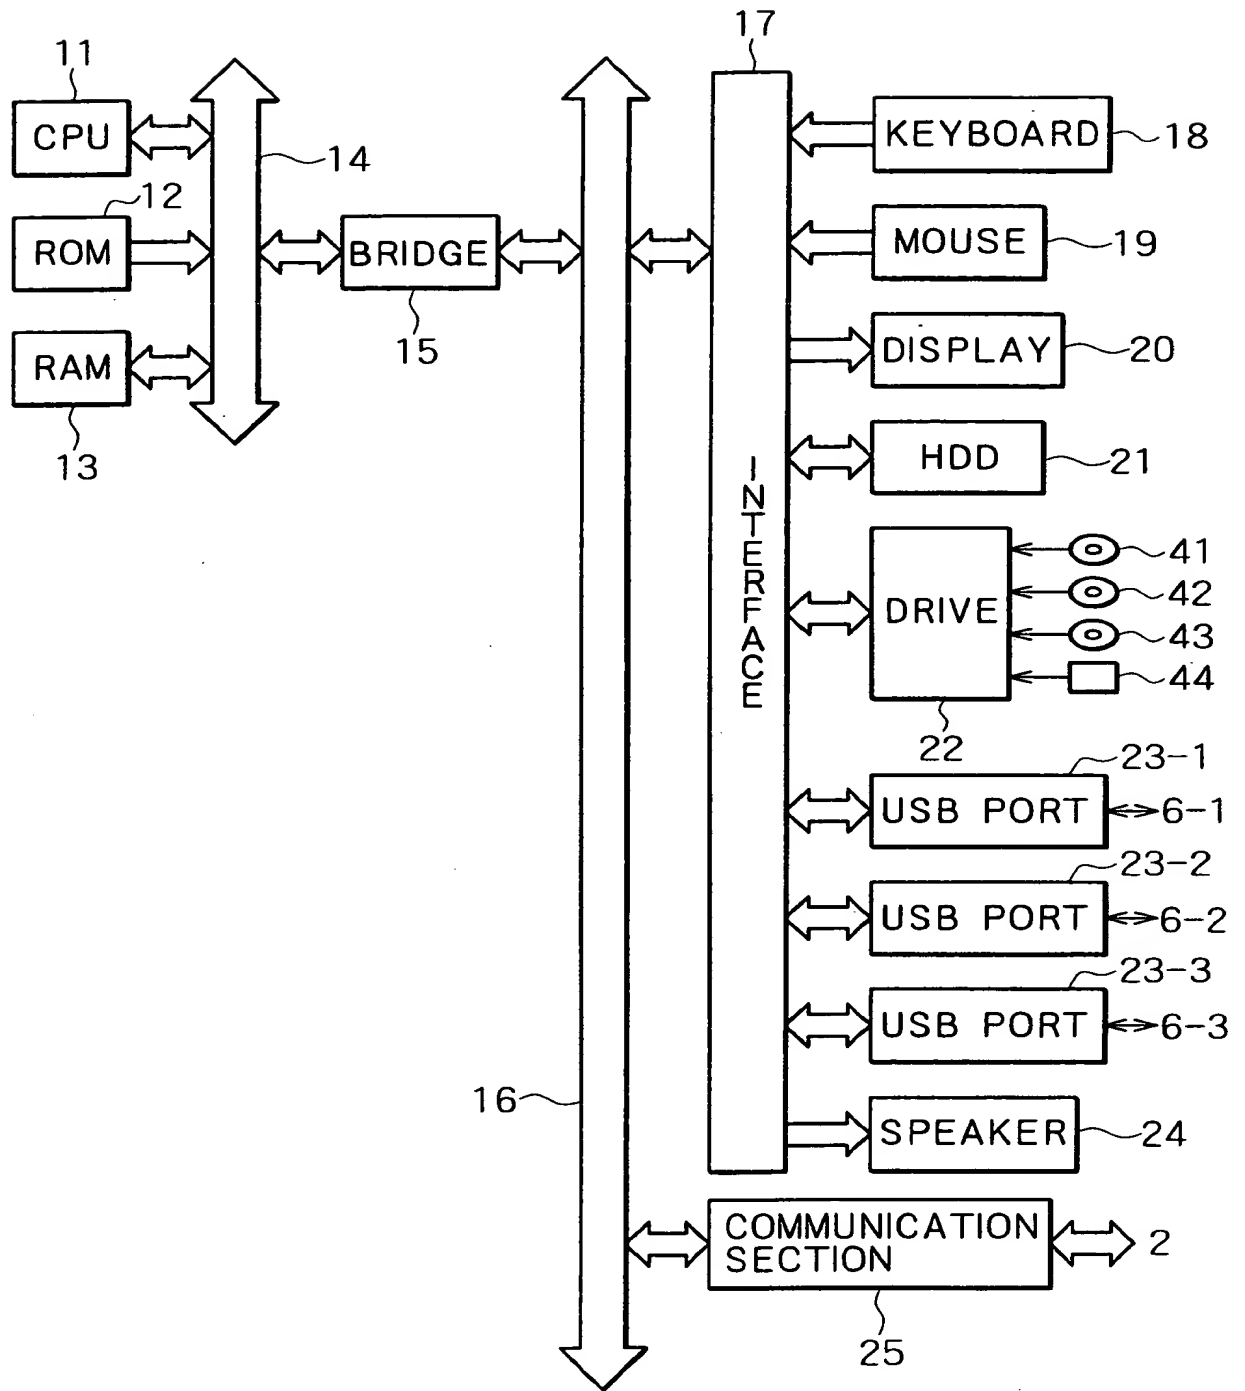 11
CPU
14
12
ROM
BRIDGE
15
RAM
13
16
17
INTERFACE
KEYBOARD
18
MOUSE
19
DISPLAY
20
HDD
21
DRIVE
22
41
42
43
44
23-1
USB PORT
6-1
23-2
USB PORT
6-2
23-3
USB PORT
6-3
SPEAKER
24
COMMUNICATION
SECTION
2
25